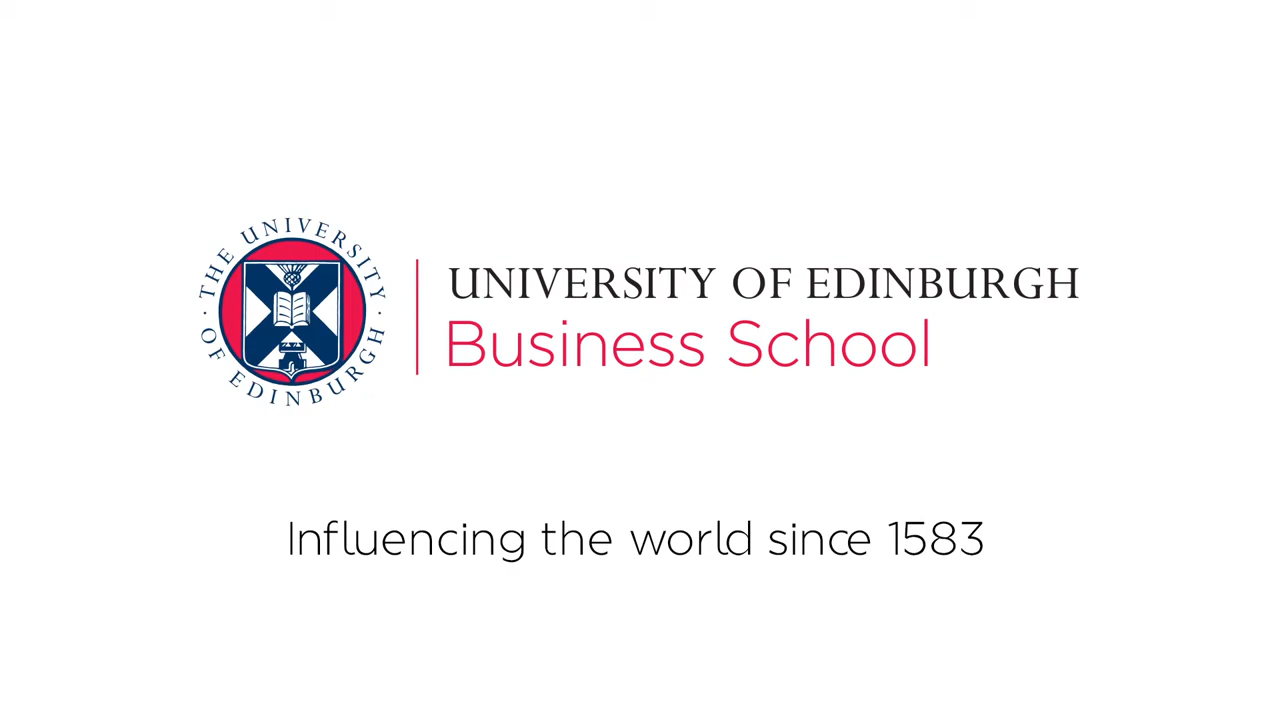 THE UNIVERSITY OF EDINBURGH
UNIVERSITY OF EDINBURGH
Business School
Influencing the world since 1583